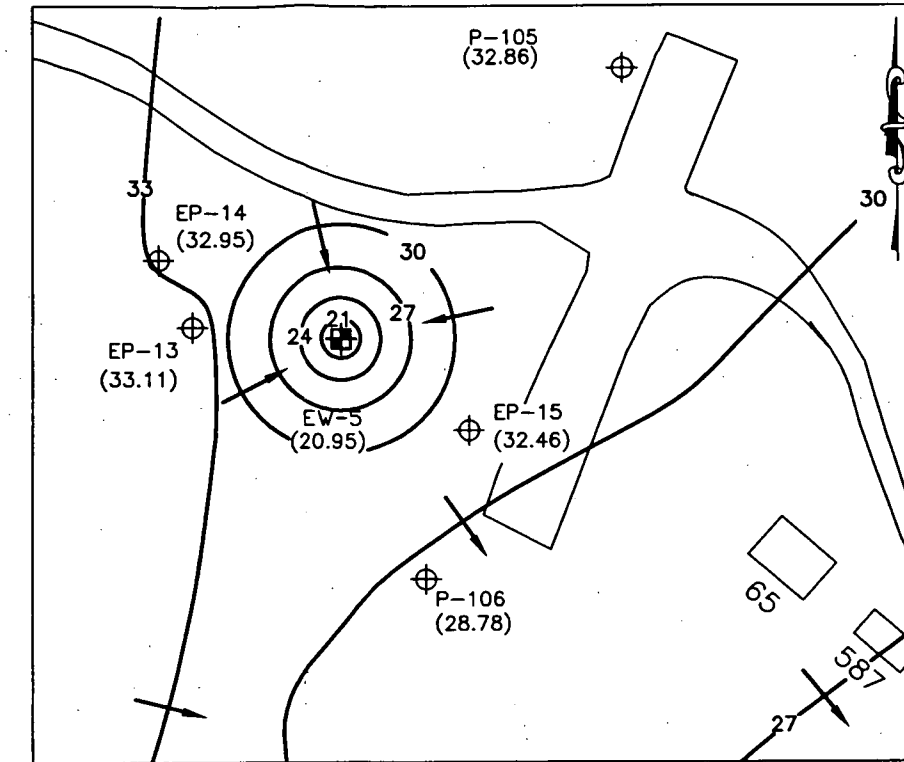 P-105
(32.86)
33
EP-14
(32.95)
30
30
21
27
24
EP-13
(33.11)
EW-5
(20.95)
EP-15
(32.46)
P-106
(28.78)
65
587
27